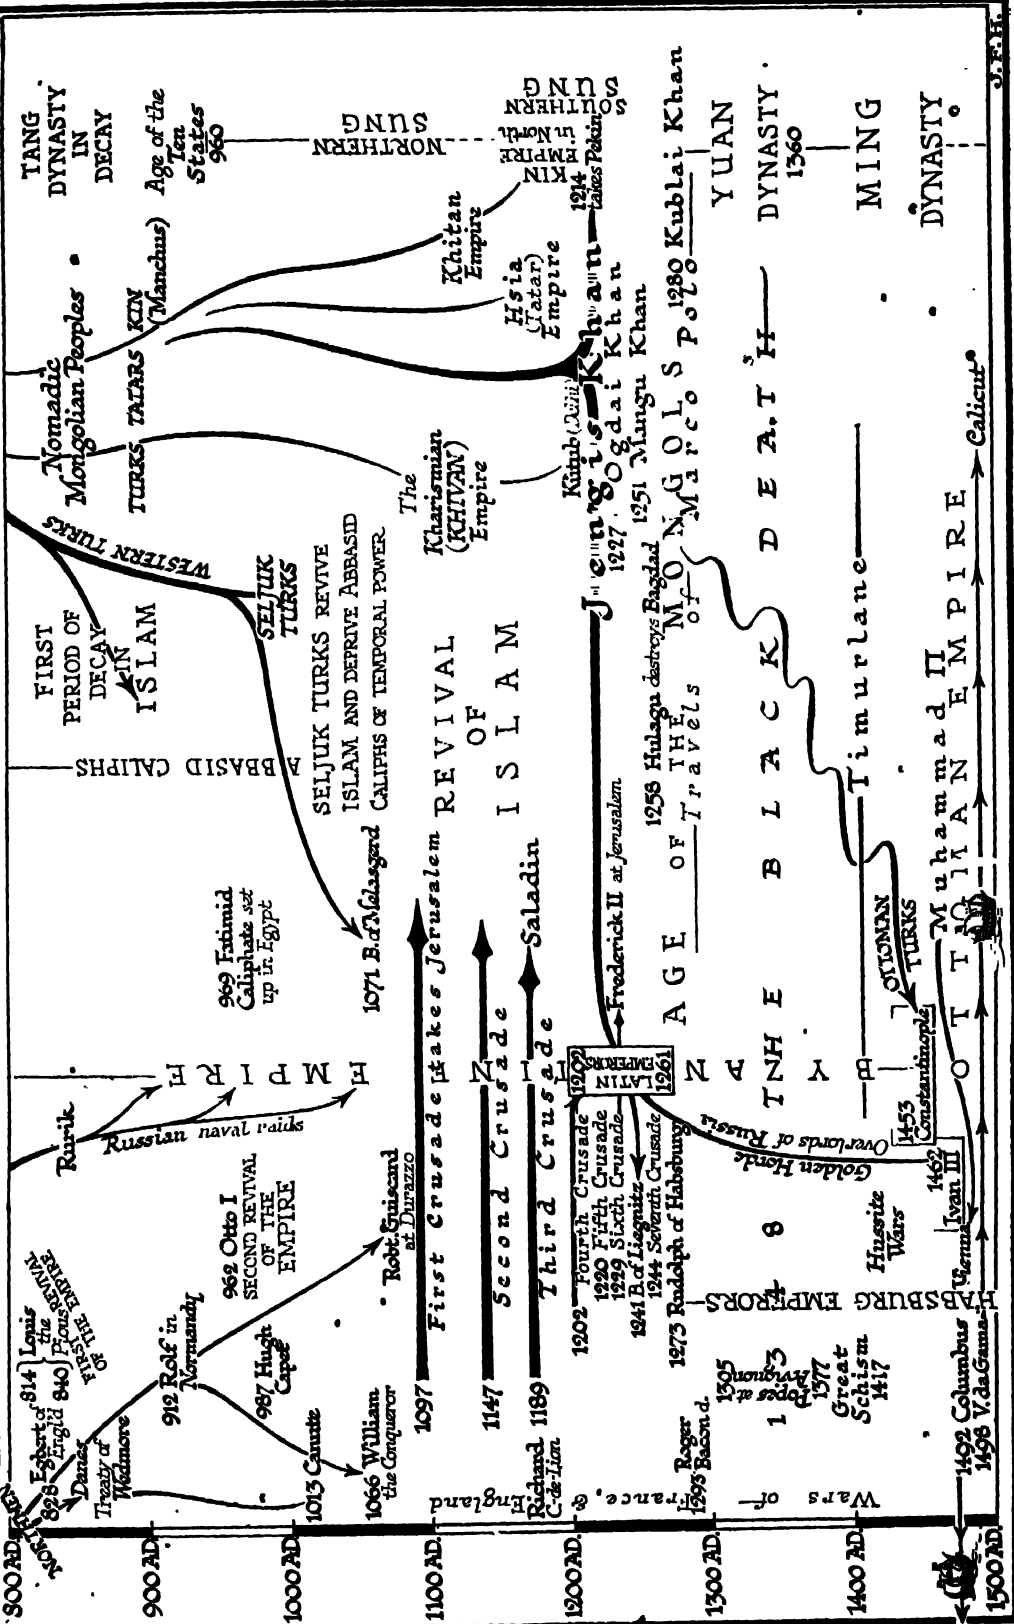 800 AD.
900 AD.
1000 AD.
1100 AD.
1200 AD.
1300 AD.
1400 AD.
1500 AD.
NORTHMEN
828 Egbert of
Engl'd
814
840
Louis
the
Pious
FIRST REVIVAL
OF THE EMPIRE
Danes
Treaty of
Wedmore
912 Rolf in
Normandy
962 Otto I
SECOND REVIVAL
OF THE
EMPIRE
987 Hugh
Capet
1013 Canute
1066 William
the Conqueror
Robt. Guiscard
at Durazzo
Rurik
Russian naval raids
BYZANTINE EMPIRE
969 Fatimid
Caliphate set
up in Egypt
1071 B. of Melasgerd
ABBASID CALIPHS
FIRST
PERIOD OF
DECAY
IN
ISLAM
WESTERN TURKS
SELJUK
TURKS
SELJUK TURKS REVIVE
ISLAM AND DEPRIVE ABBASID
CALIPHS OF TEMPORAL POWER
REVIVAL
OF
ISLAM
Nomadic
Mongolian Peoples
TURKS TATARS KIN
(Manchus)
The
Kharismian
(KHIVAN)
Empire
Khitan
Empire
Hsia
(Tatar)
Empire
TANG
DYNASTY
IN
DECAY
Age of the
Ten
States
960
NORTHERN
SUNG
KIN
EMPIRE
in North
SOUTHERN
SUNG
1214
takes Pekin
1097 First Crusade takes Jerusalem
1147 Second Crusade
Richard
C-de-Lion
1189 Third Crusade
Saladin
Kutub
Jengis Khan
1227 Ogdai Khan
1251 Mungu Khan
1202 Fourth Crusade
1202
LATIN
EMPERORS
1261
1220 Fifth Crusade
1229 Sixth Crusade
Frederick II at Jerusalem
1241 B. of Liegnitz
1244 Seventh Crusade
1258 Hulagu destroys Bagdad
1273 Rudolph of Habsburg
HABSBURG EMPERORS
AGE OF THE MONGOLS
Travels of Marco Polo
1280 Kublai Khan
YUAN
DYNASTY
1360
Roger
1293 Bacon d.
1305
Popes at
Avignon
1377
Great
Schism
1417
1348 THE BLACK DEATH
Wars of France, & England
Golden Horde
Overlords of Russia
Hussite
Wars
Timurlane
MING
DYNASTY
OTTOMAN
TURKS
1453
Constantinople
Muhammad II
1462
Ivan III
Vienna
OTTOMAN EMPIRE
1492 Columbus
1498 V. da Gama
Calicut
J.F.H.